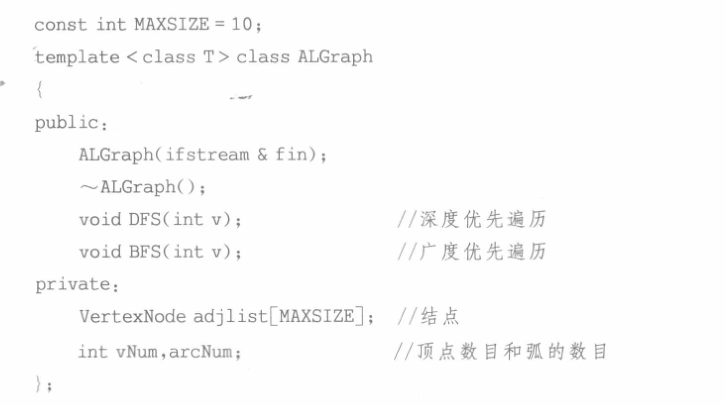 const int MAXSIZE = 10;
template < class T > class ALGraph
{
public:
ALGraph(ifstream & fin);
~ALGraph();
void DFS(int v); //深度优先遍历
void BFS(int v); //广度优先遍历
private:
VertexNode adjlist[MAXSIZE]; //结点
int vNum,arcNum; //顶点数目和弧的数目
};